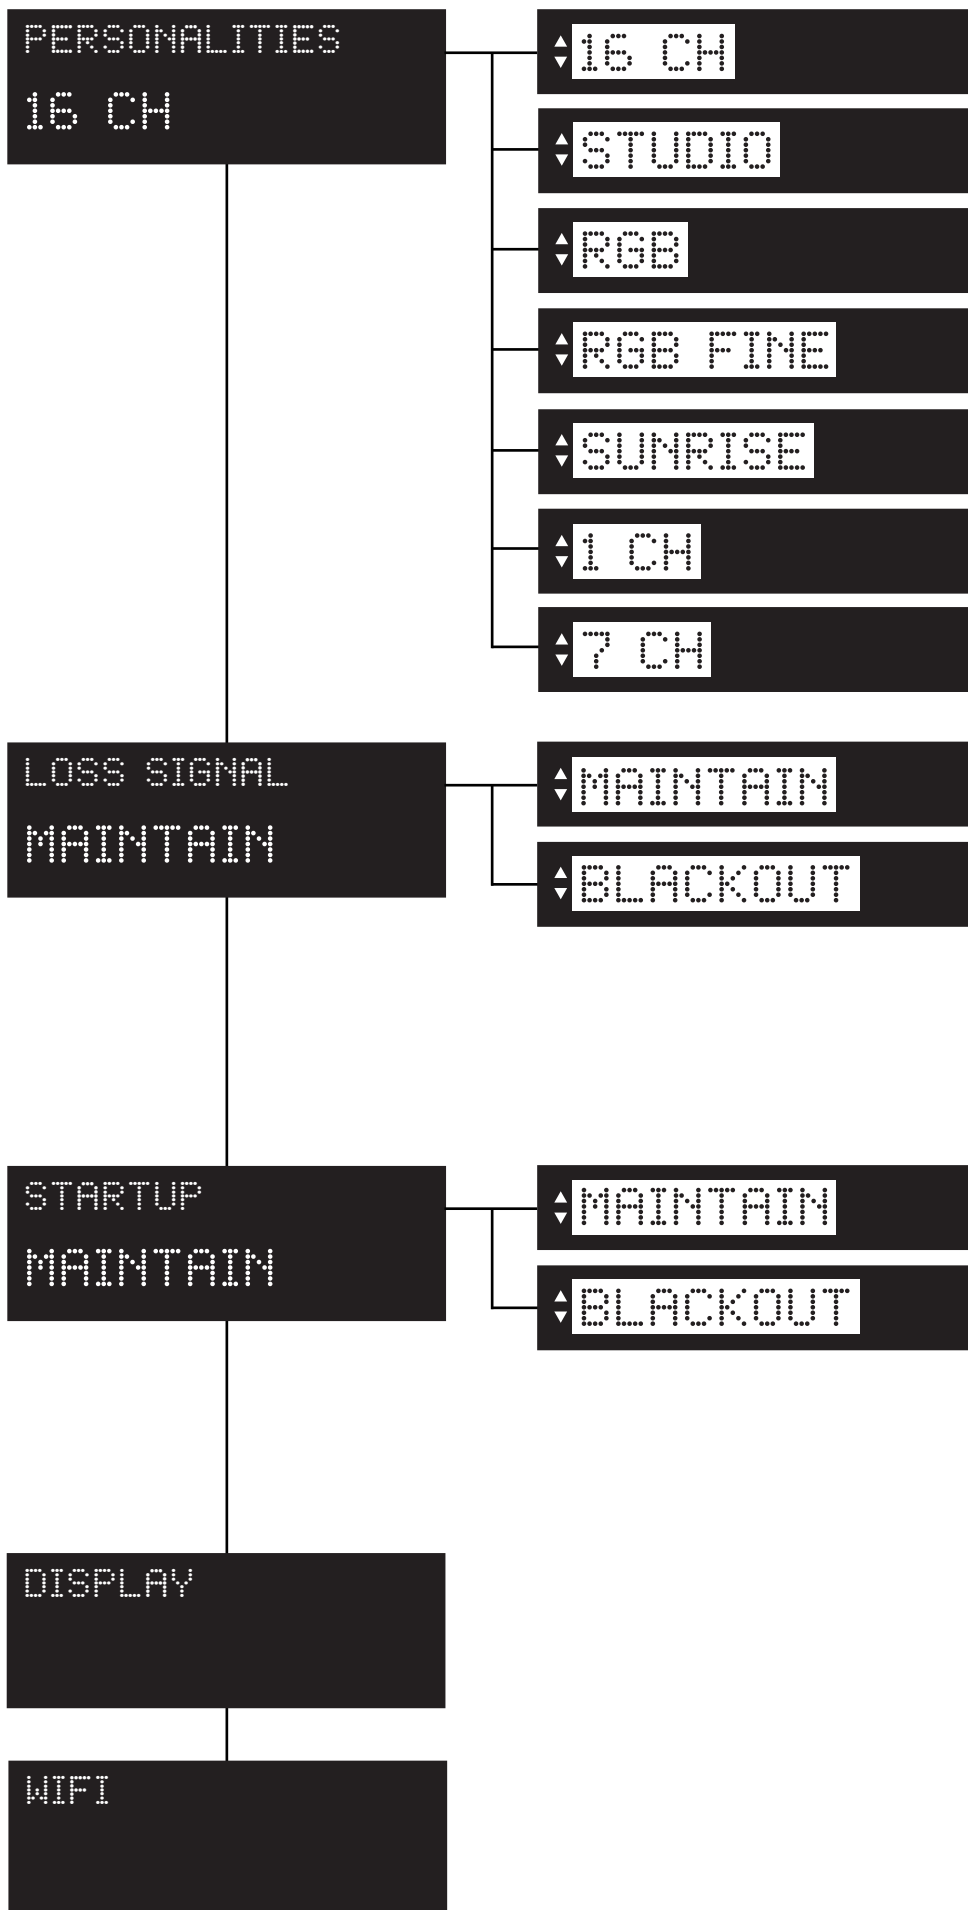 PERSONALITIES
16 CH
16 CH
STUDIO
RGB
RGB FINE
SUNRISE
1 CH
7 CH
LOSS SIGNAL
MAINTAIN
MAINTAIN
BLACKOUT
STARTUP
MAINTAIN
MAINTAIN
BLACKOUT
DISPLAY
WIFI